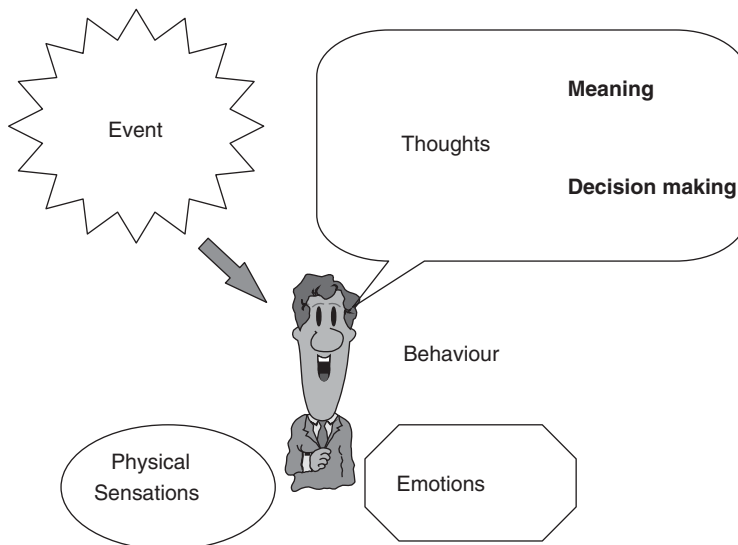 Event
Meaning
Thoughts
Decision making
Behaviour
Physical
Sensations
Emotions